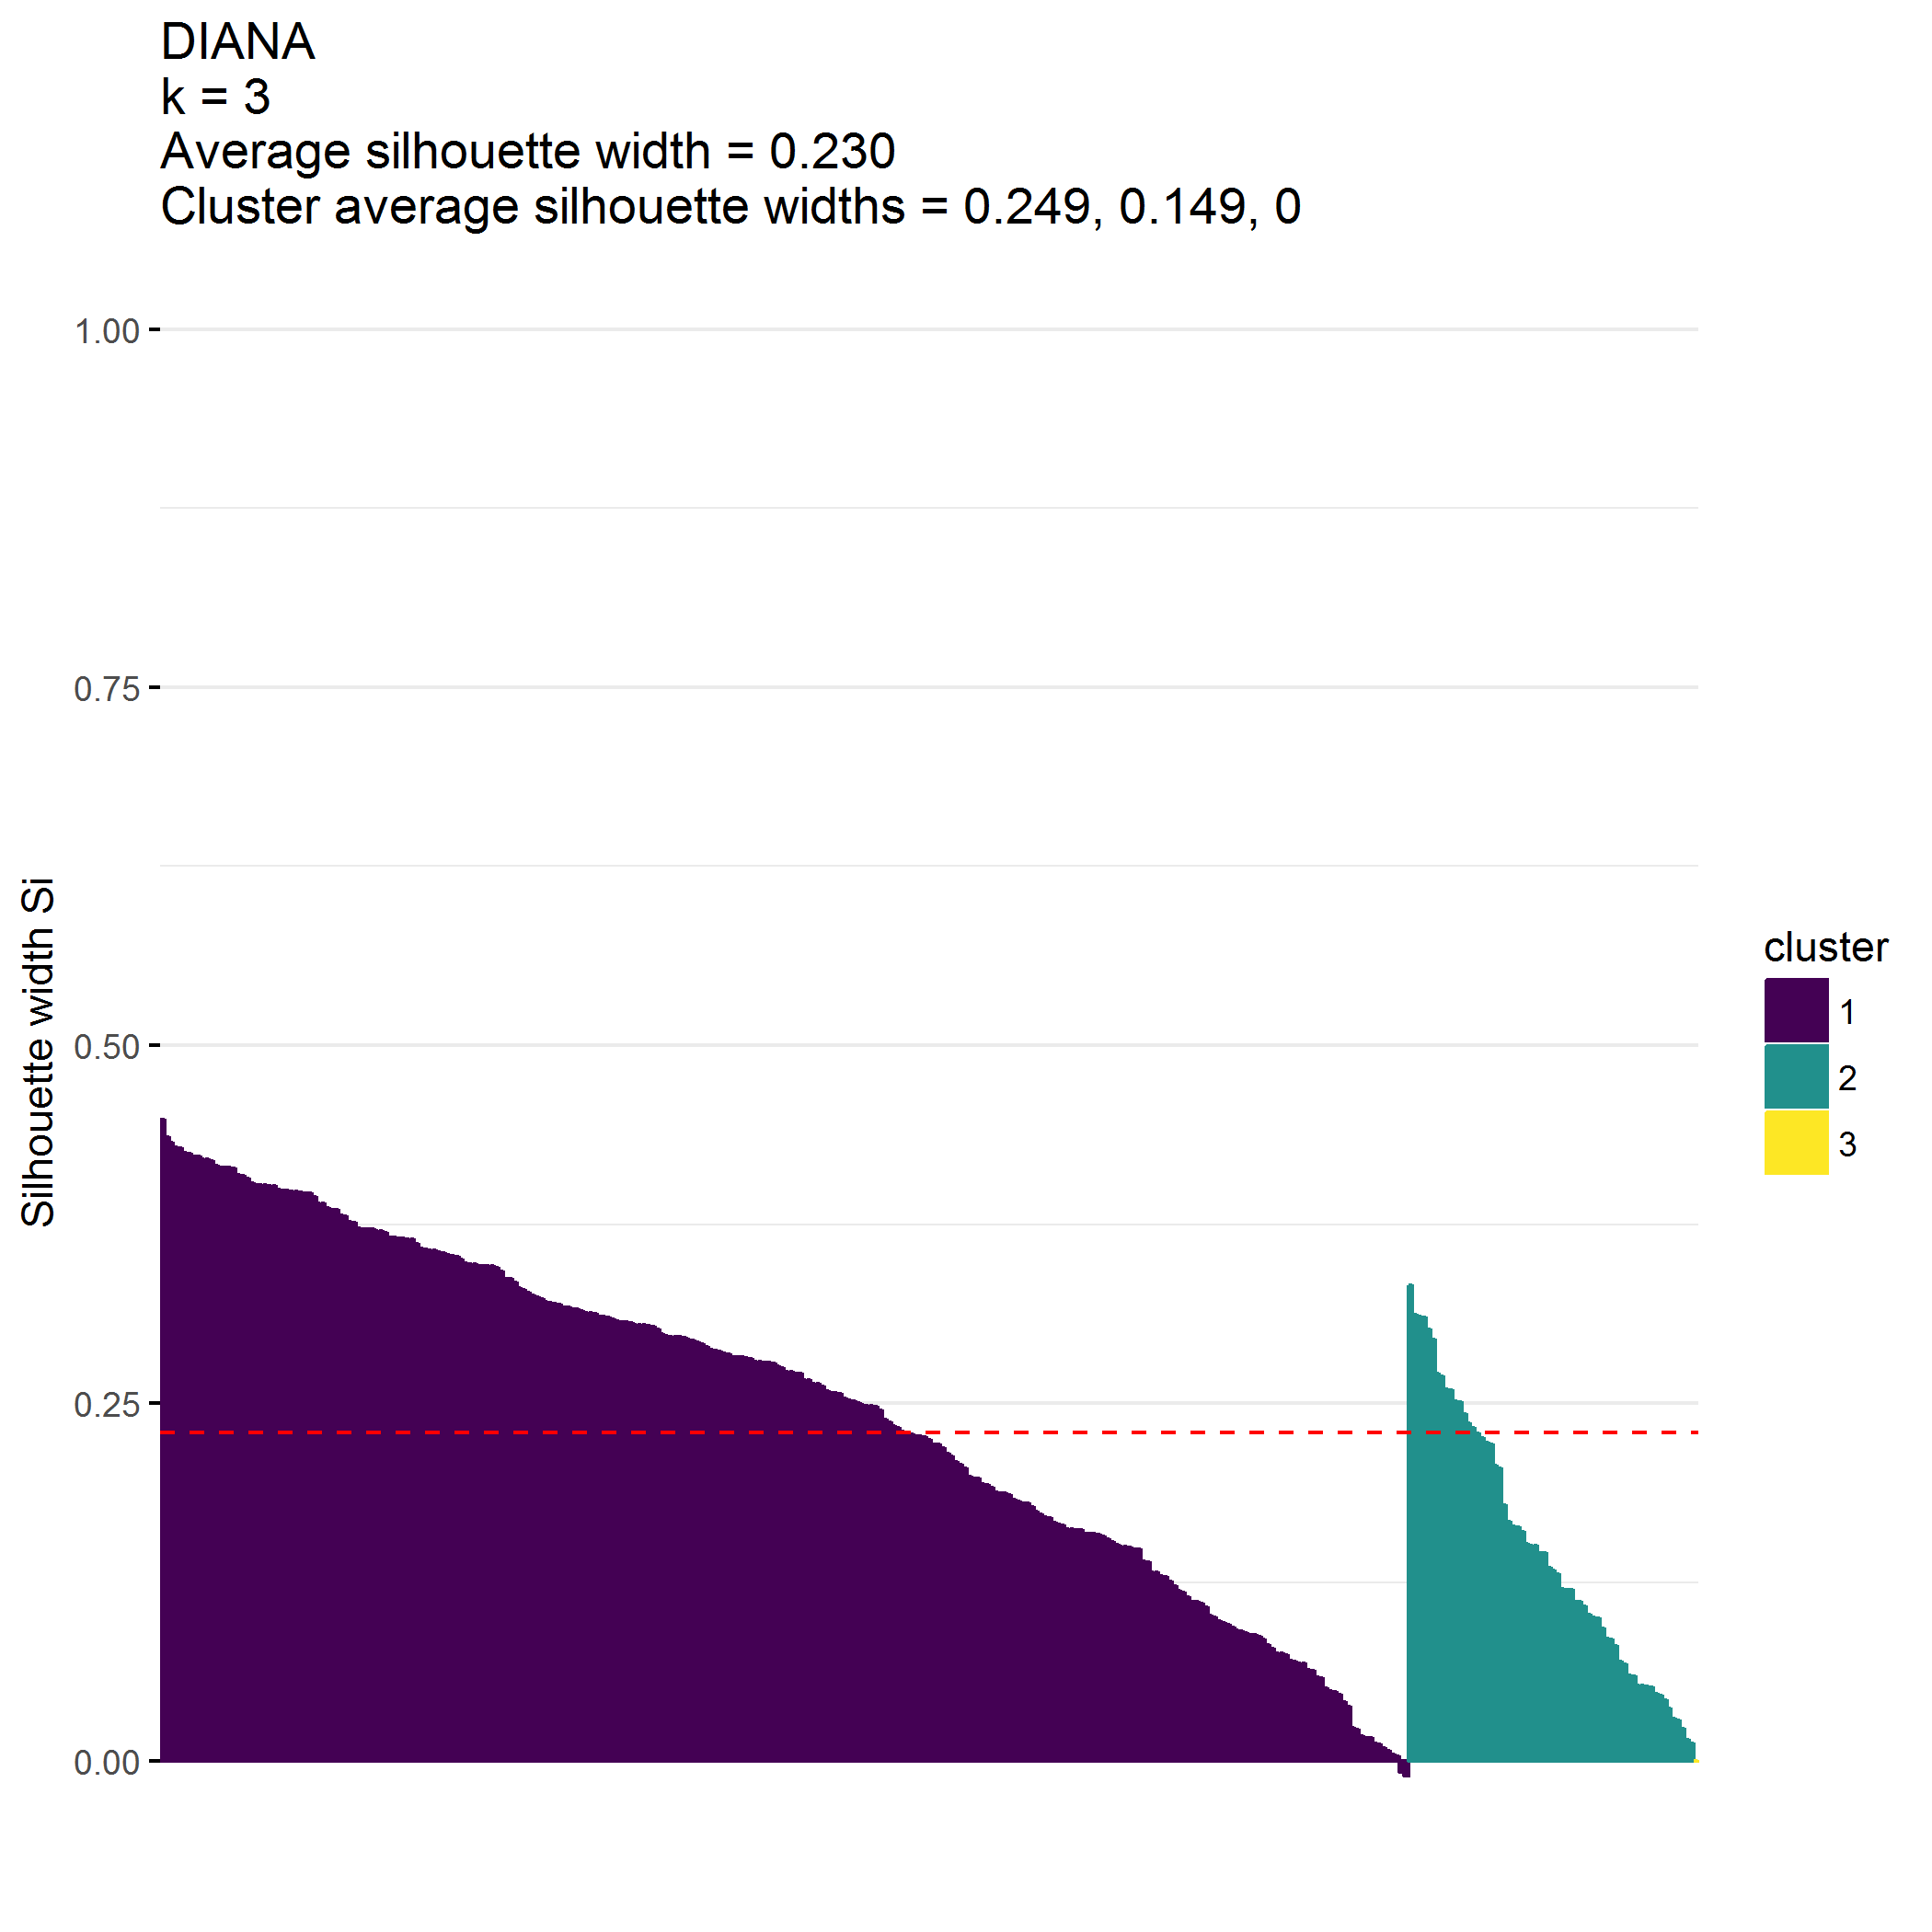 DIANA
k = 3
Average silhouette width = 0.230
Cluster average silhouette widths = 0.249, 0.149, 0
1.00
0.75
0.50
0.25
0.00
Silhouette width Si
cluster
1
2
3